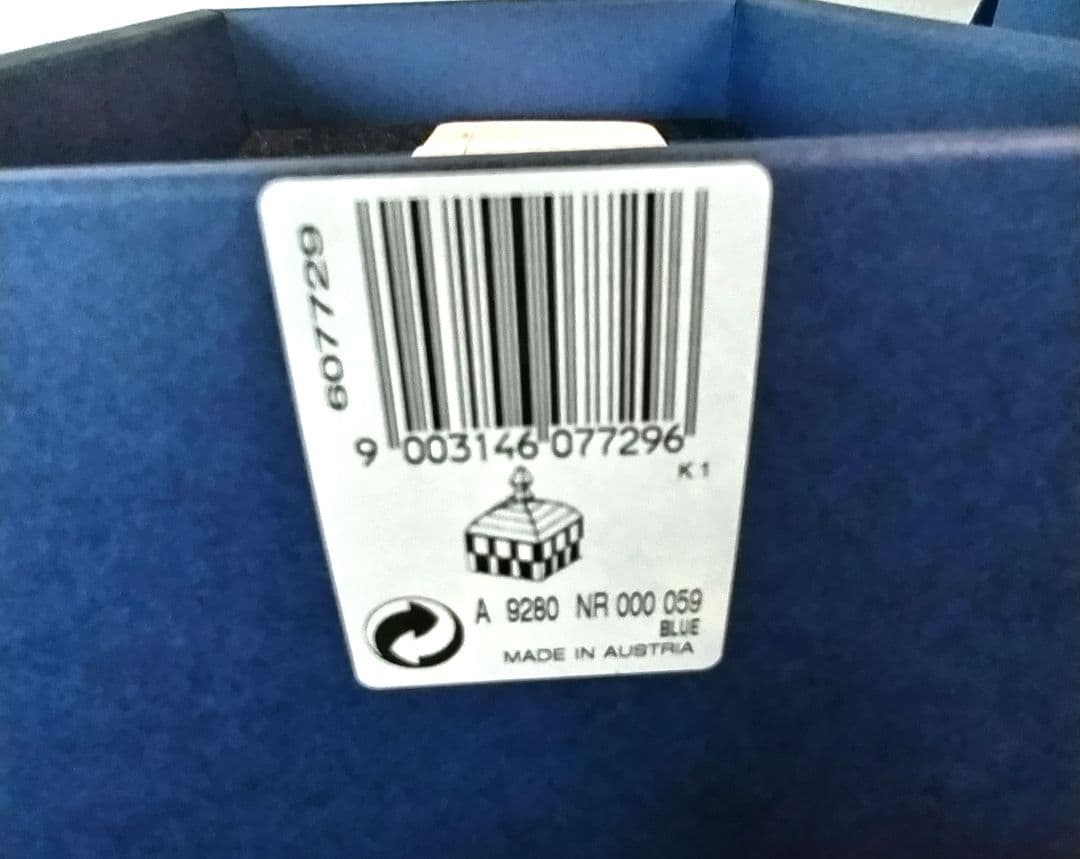 607729
9 003146 077296
K 1
A 9280 NR 000 059
BLUE
MADE IN AUSTRIA